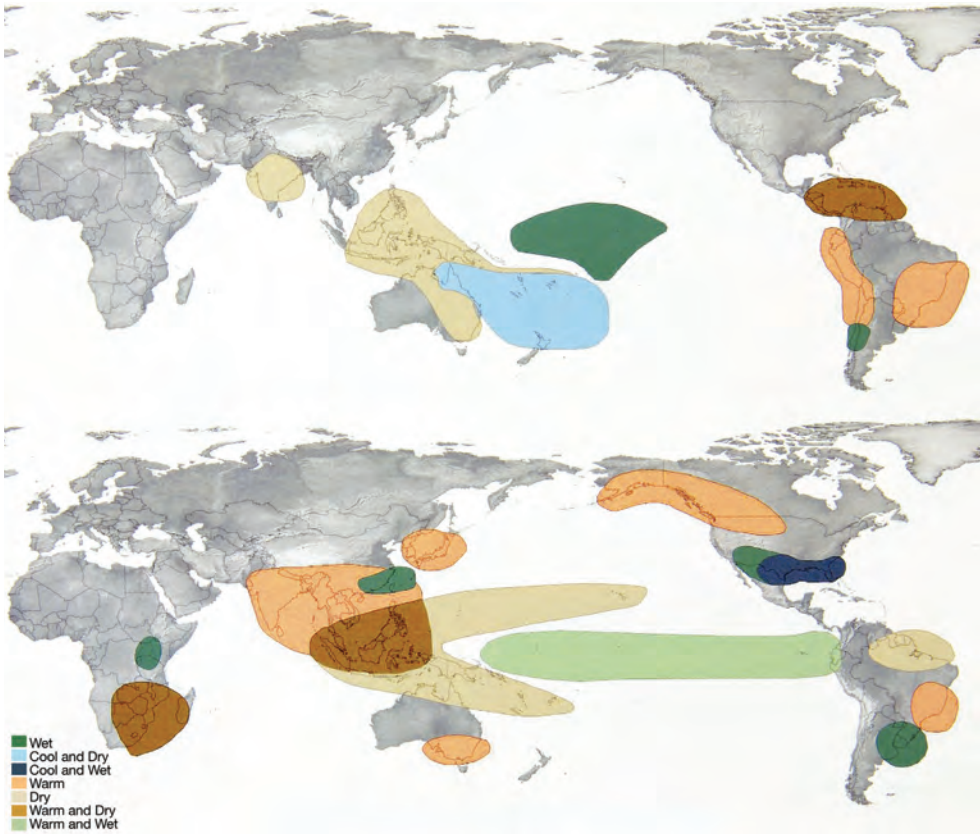 Wet
Cool and Dry
Cool and Wet
Warm
Dry
Warm and Dry
Warm and Wet